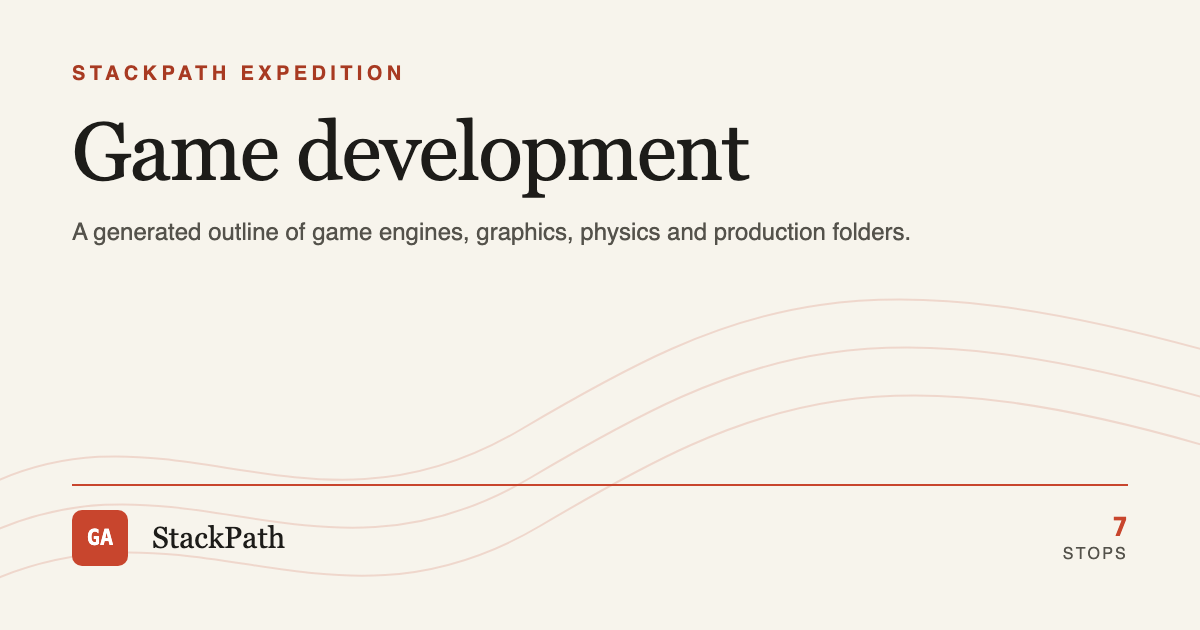 STACKPATH EXPEDITION
Game development
A generated outline of game engines, graphics, physics and production folders.
GA
StackPath
7
STOPS